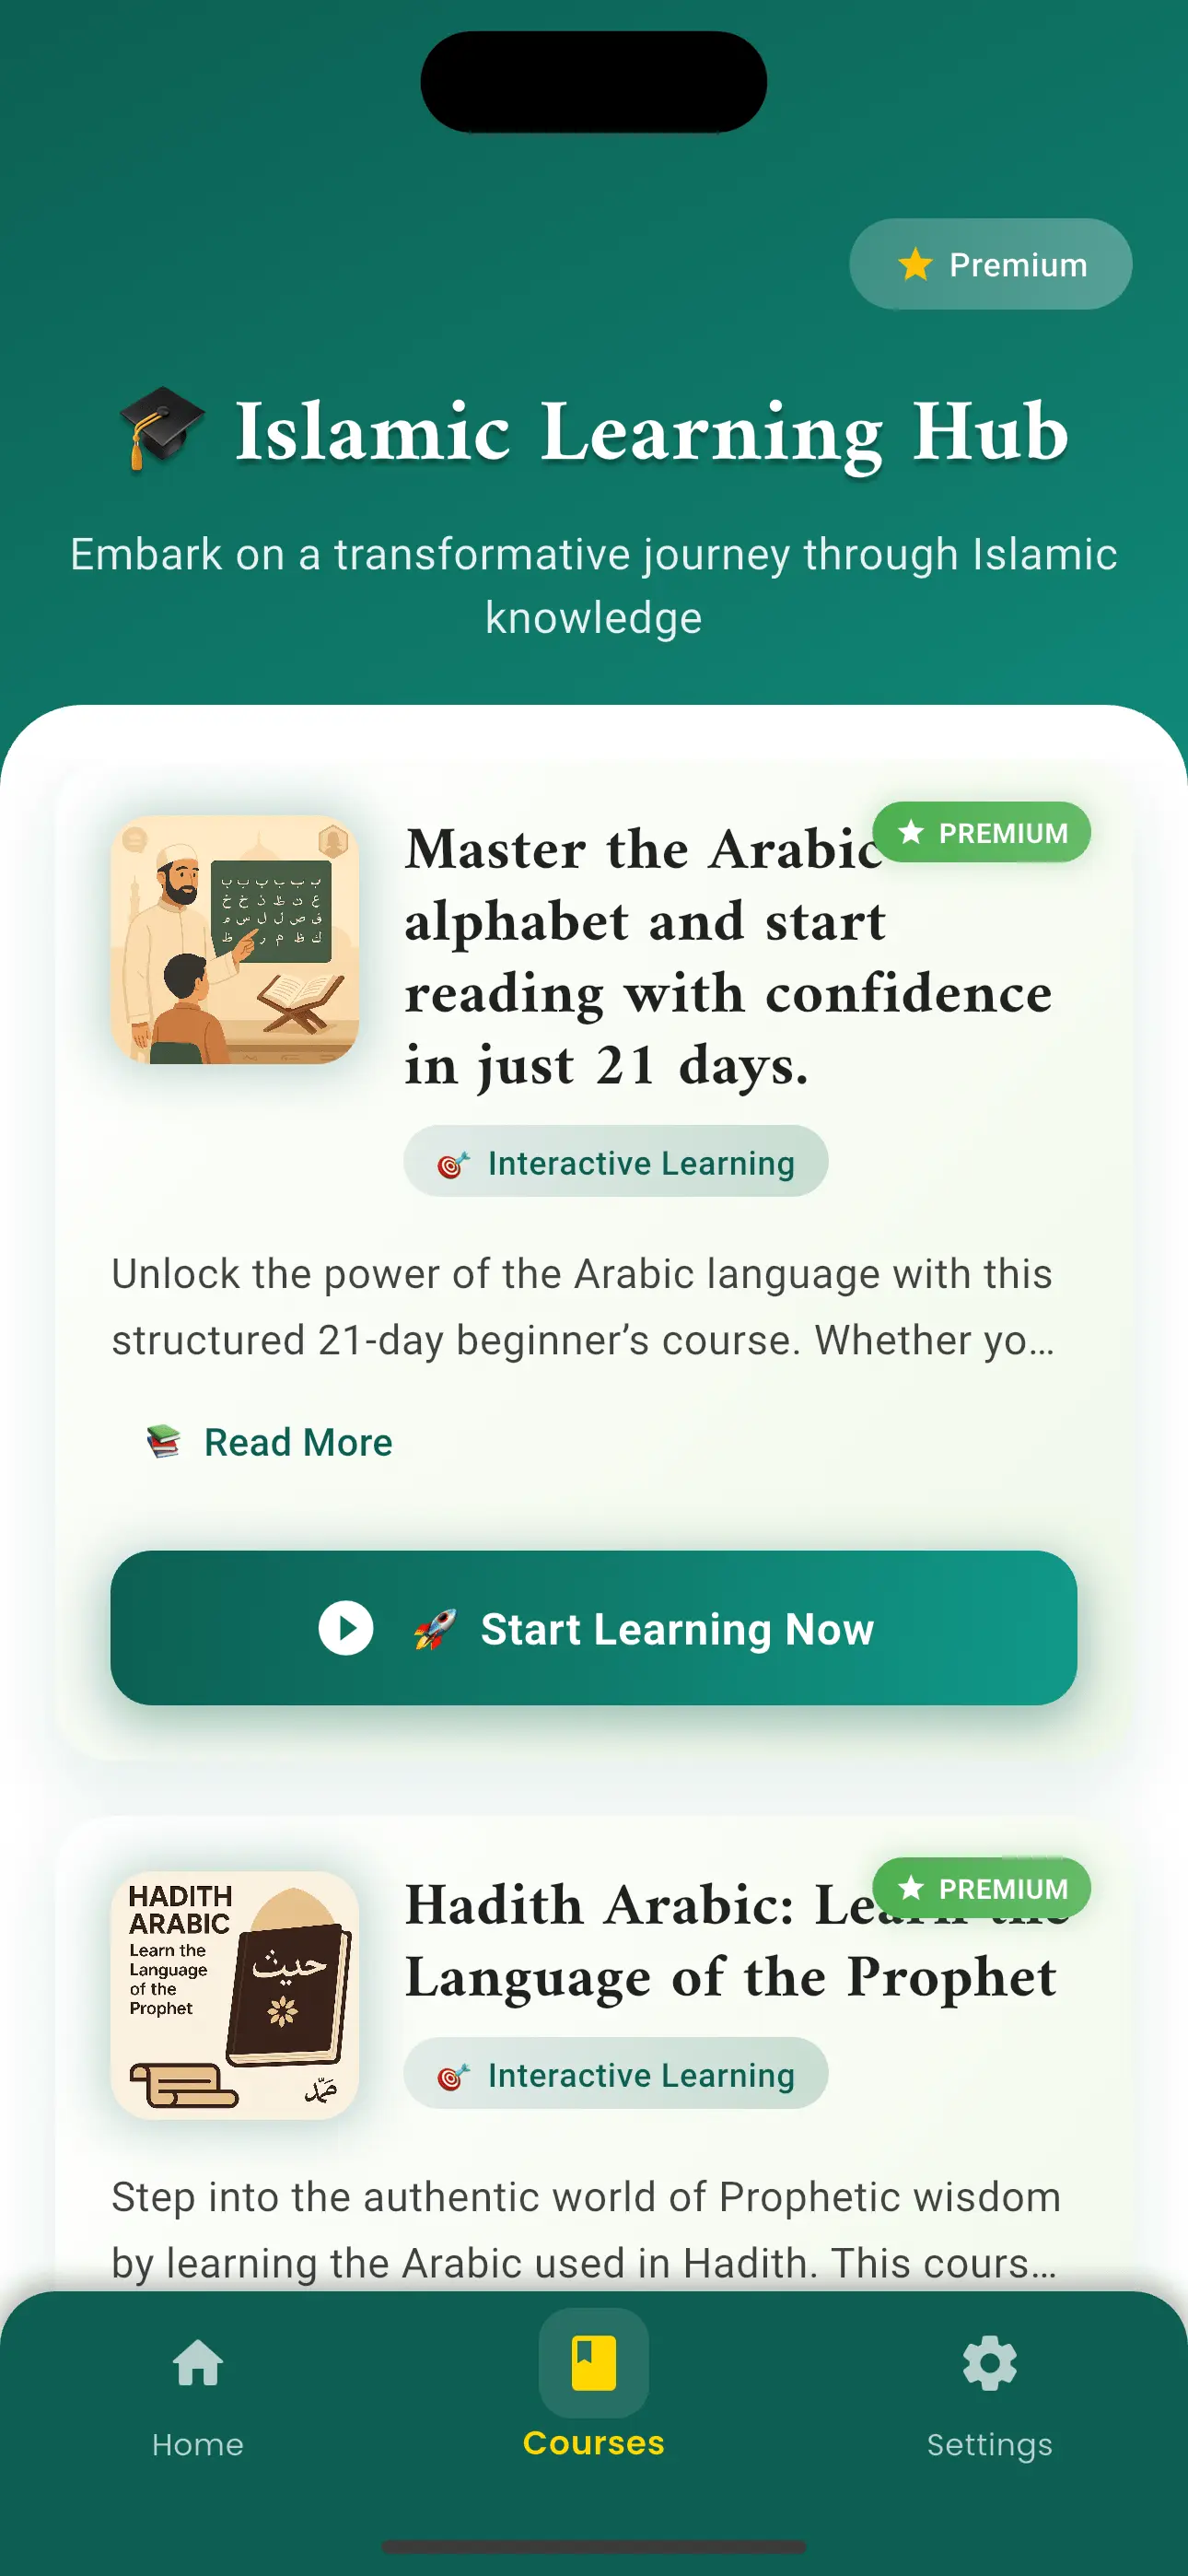 Premium
🎓 Islamic Learning Hub
Embark on a transformative journey through Islamic
knowledge
PREMIUM
Master the Arabic
alphabet and start
reading with confidence
in just 21 days.
🎯 Interactive Learning
Unlock the power of the Arabic language with this
structured 21-day beginner’s course. Whether yo…
📚 Read More
🚀 Start Learning Now
HADITH
ARABIC
Learn the
Language
of the
Prophet
حديث
PREMIUM
Hadith Arabic: Learn the
Language of the Prophet
🎯 Interactive Learning
Step into the authentic world of Prophetic wisdom
by learning the Arabic used in Hadith. This cours…
Home
Courses
Settings